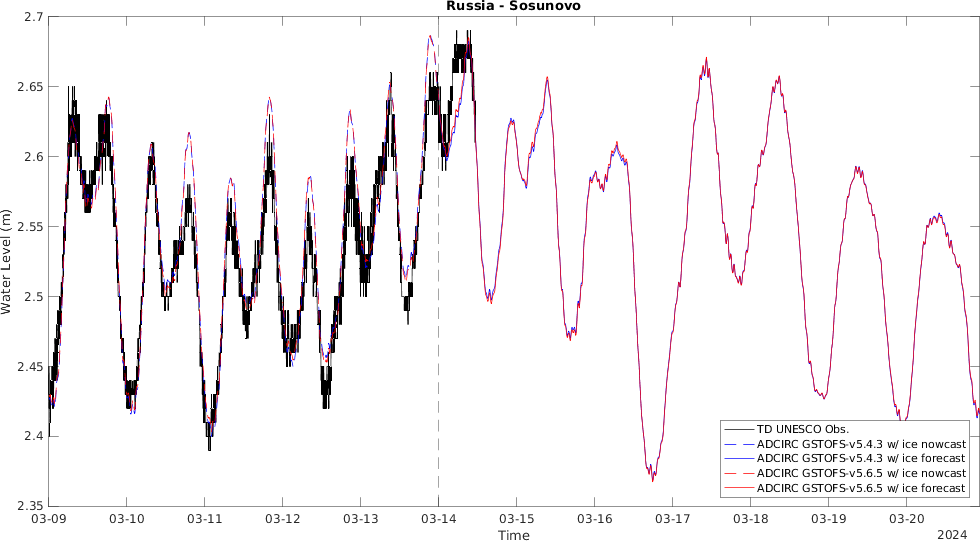 Russia - Sosunovo
2.7
2.65
2.6
2.55
2.5
2.45
2.4
2.35
Water Level (m)
TD UNESCO Obs.
ADCIRC GSTOFS-v5.4.3 w/ ice nowcast
ADCIRC GSTOFS-v5.4.3 w/ ice forecast
ADCIRC GSTOFS-v5.6.5 w/ ice nowcast
ADCIRC GSTOFS-v5.6.5 w/ ice forecast
03-09 03-10 03-11 03-12 03-13 03-14 03-15 03-16 03-17 03-18 03-19 03-20
Time
2024